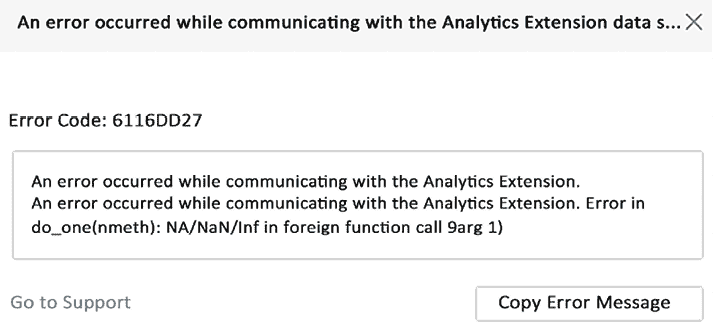 An error occurred while communicating with the Analytics Extension data s...
Error Code: 6116DD27
An error occurred while communicating with the Analytics Extension.
An error occurred while communicating with the Analytics Extension. Error in
do_one(nmeth): NA/NaN/Inf in foreign function call 9arg 1)
Go to Support
Copy Error Message